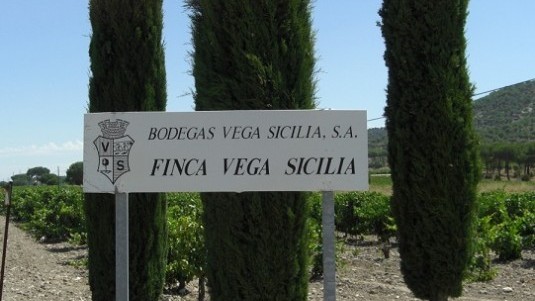 V S
BODEGAS VEGA SICILIA, S.A.
FINCA VEGA SICILIA